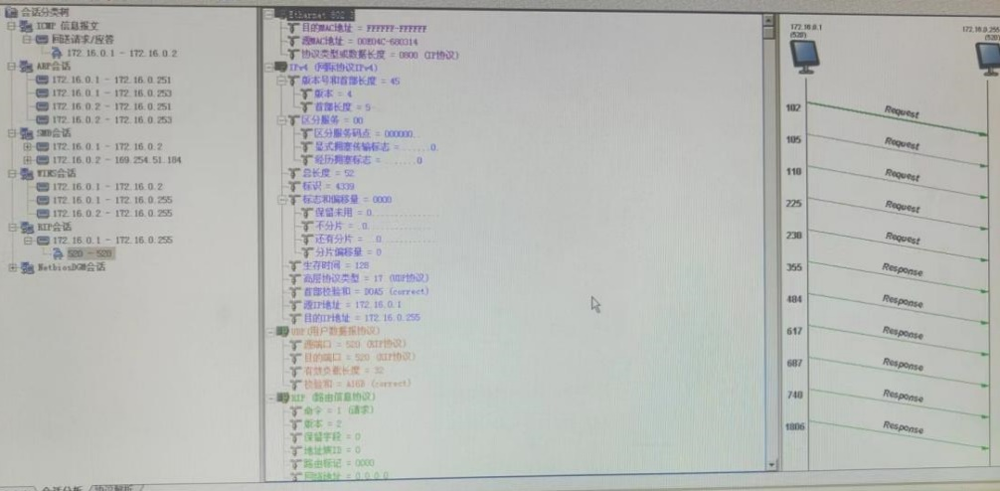 会话分类树
ICMP 信息报文
回送请求/应答
172.16.0.1 - 172.16.0.2
ARP会话
172.16.0.1 - 172.16.0.251
172.16.0.1 - 172.16.0.253
172.16.0.2 - 172.16.0.251
172.16.0.2 - 172.16.0.253
SMB会话
172.16.0.1 - 172.16.0.2
172.16.0.2 - 169.254.51.184
WINS会话
172.16.0.1 - 172.16.0.2
172.16.0.1 - 172.16.0.255
172.16.0.2 - 172.16.0.255
RIP会话
172.16.0.1 - 172.16.0.255
520 - 520
NetbiosDGM会话
Ethernet 802.3
目的MAC地址 = FFFFFF-FFFFFF
源MAC地址 = 00E04C-680314
协议类型或数据长度 = 0800 (IP协议)
IPv4 (网际协议IPv4)
版本号和首部长度 = 45
版本 = 4
首部长度 = 5
区分服务 = 00
区分服务码点 = 000000..
显式拥塞传输标志 = ......0.
经历拥塞标志 = .......0
总长度 = 52
标识 = 4339
标志和偏移量 = 0000
保留未用 = 0...............
不分片 = .0..............
还有分片 = ..0.............
分片偏移量 = 0
生存时间 = 128
高层协议类型 = 17 (UDP协议)
首部校验和 = D0A5 (correct)
源IP地址 = 172.16.0.1
目的IP地址 = 172.16.0.255
UDP (用户数据报协议)
源端口 = 520 (RIP协议)
目的端口 = 520 (RIP协议)
有效负载长度 = 32
校验和 = A16B (correct)
RIP (路由信息协议)
命令 = 1 (请求)
版本 = 2
保留字段 = 0
地址族ID = 0
路由标记 = 0000
网络地址 = 0.0.0.0
172.16.0.1
(520)
172.16.0.255
(520)
102 Request
105 Request
110 Request
225 Request
230 Request
355 Response
484 Response
617 Response
687 Response
740 Response
1806 Response
会话分析 协议解析